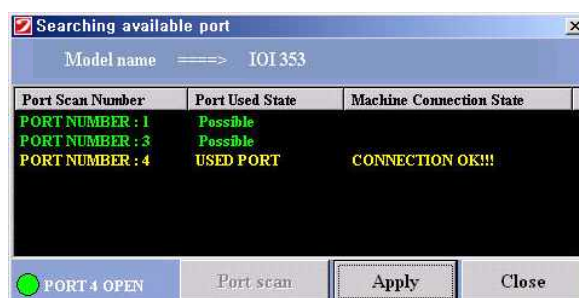 Searching available port
Model name ====> IOI 353
Port Scan Number Port Used State Machine Connection State
PORT NUMBER : 1 Possible
PORT NUMBER : 3 Possible
PORT NUMBER : 4 USED PORT CONNECTION OK!!!
PORT 4 OPEN Port scan Apply Close